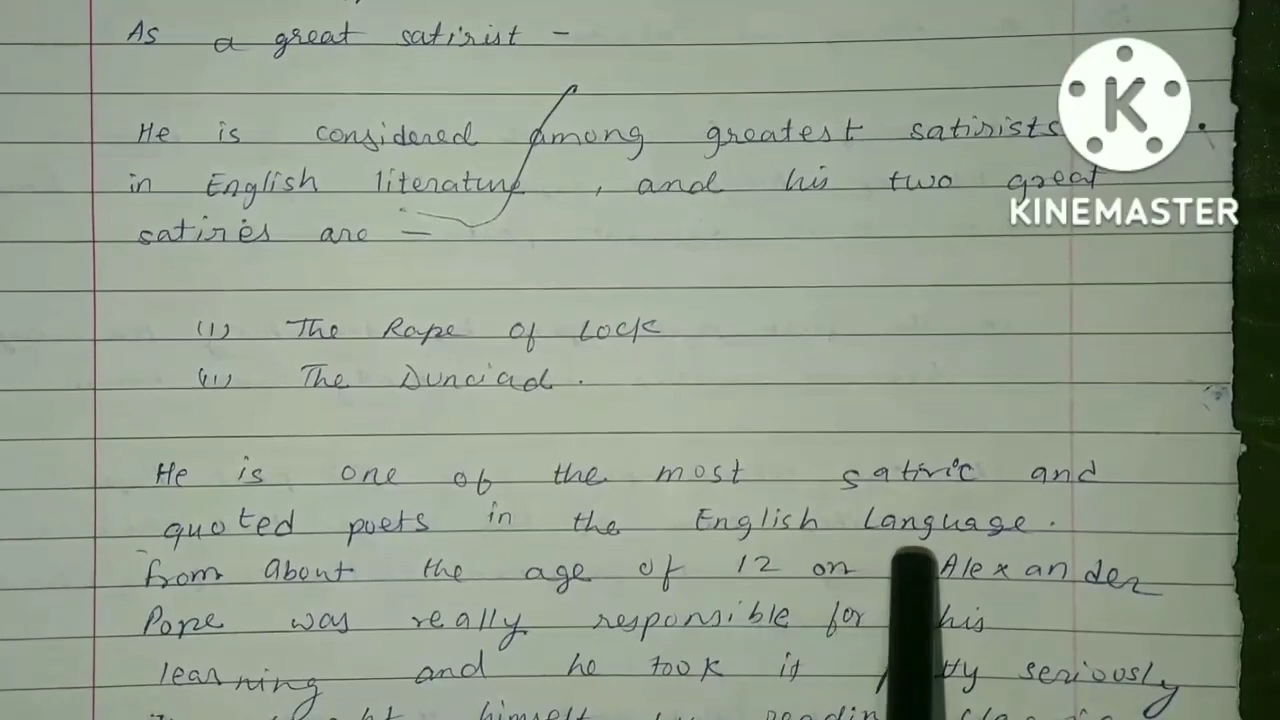 As a great satirist -
He is considered among greatest satirists.
in English literature, and his two great
satires are -
(i) The Rape of Lock
(ii) The Dunciad.
He is one of the most satiric and
quoted poets in the English Language.
From about the age of 12 on Alexander
Pope was really responsible for his
learning and he took it seriously
himself
KINEMASTER